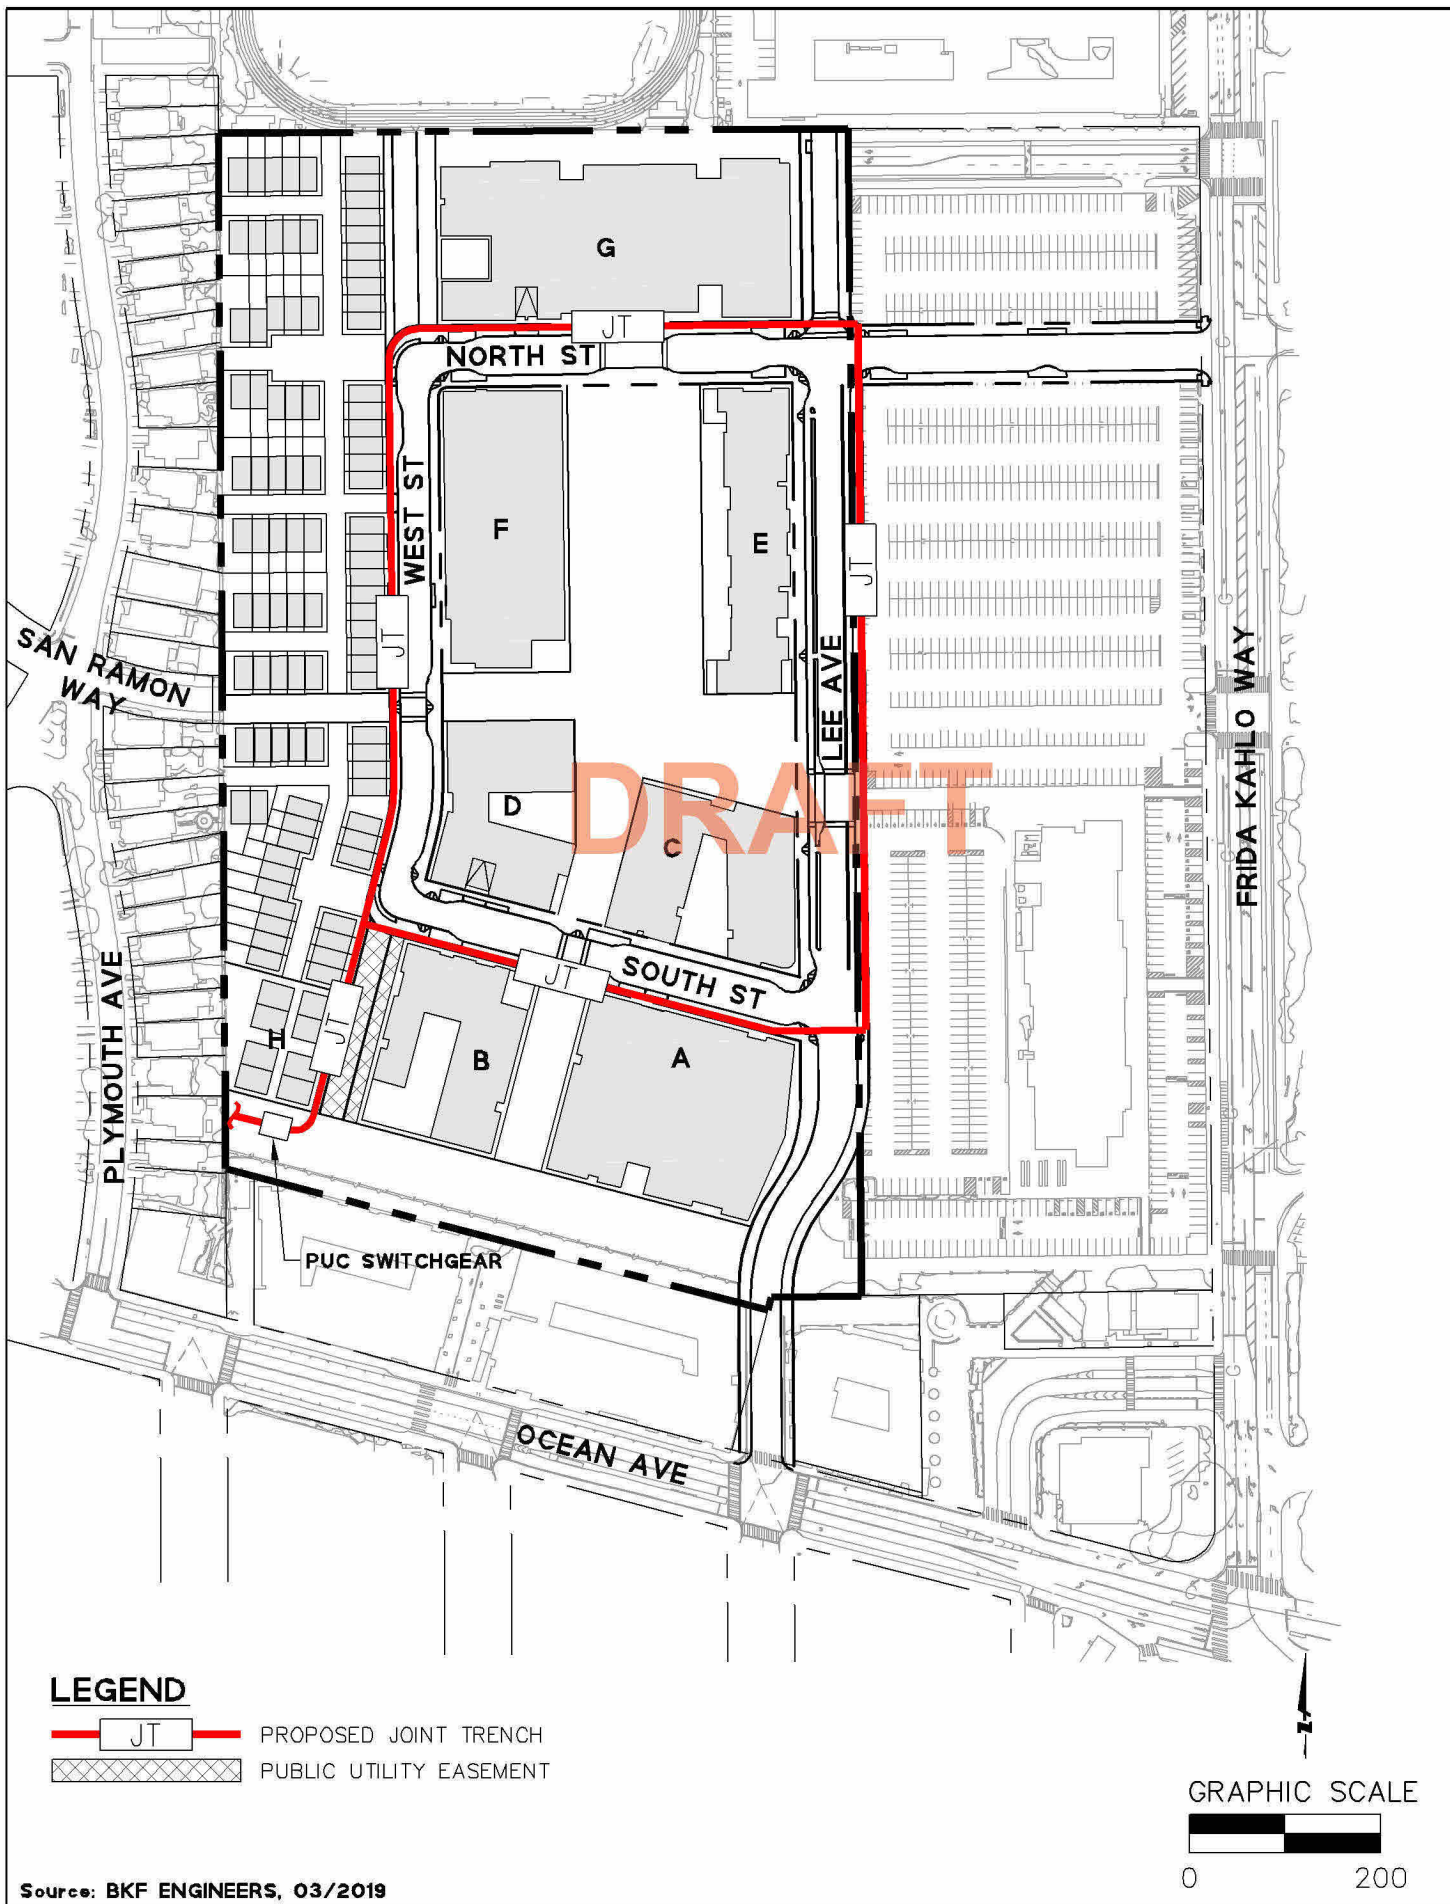 G
JT
NORTH ST
WEST ST
F
E
JT
JT
SAN RAMON
WAY
LEE AVE
FRIDA KAHLO WAY
D
DRAFT
C
JT
SOUTH ST
PLYMOUTH AVE
H
JT
B
A
PUC SWITCHGEAR
OCEAN AVE
LEGEND
JT PROPOSED JOINT TRENCH
PUBLIC UTILITY EASEMENT
N
GRAPHIC SCALE
0 200
Source: BKF ENGINEERS, 03/2019